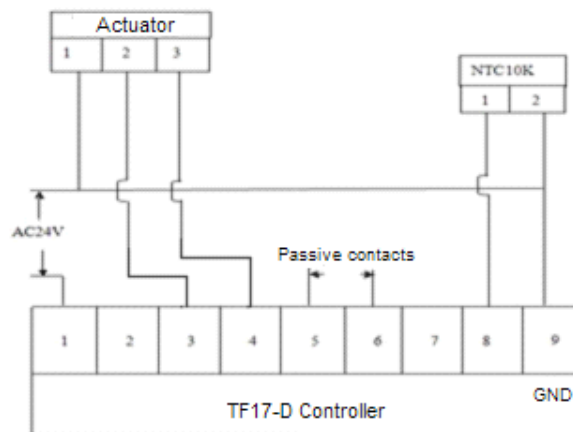 Actuator
1 2 3
NTC10K
1 2
AC24V
Passive contacts
1 2 3 4 5 6 7 8 9
GND
TF17-D Controller